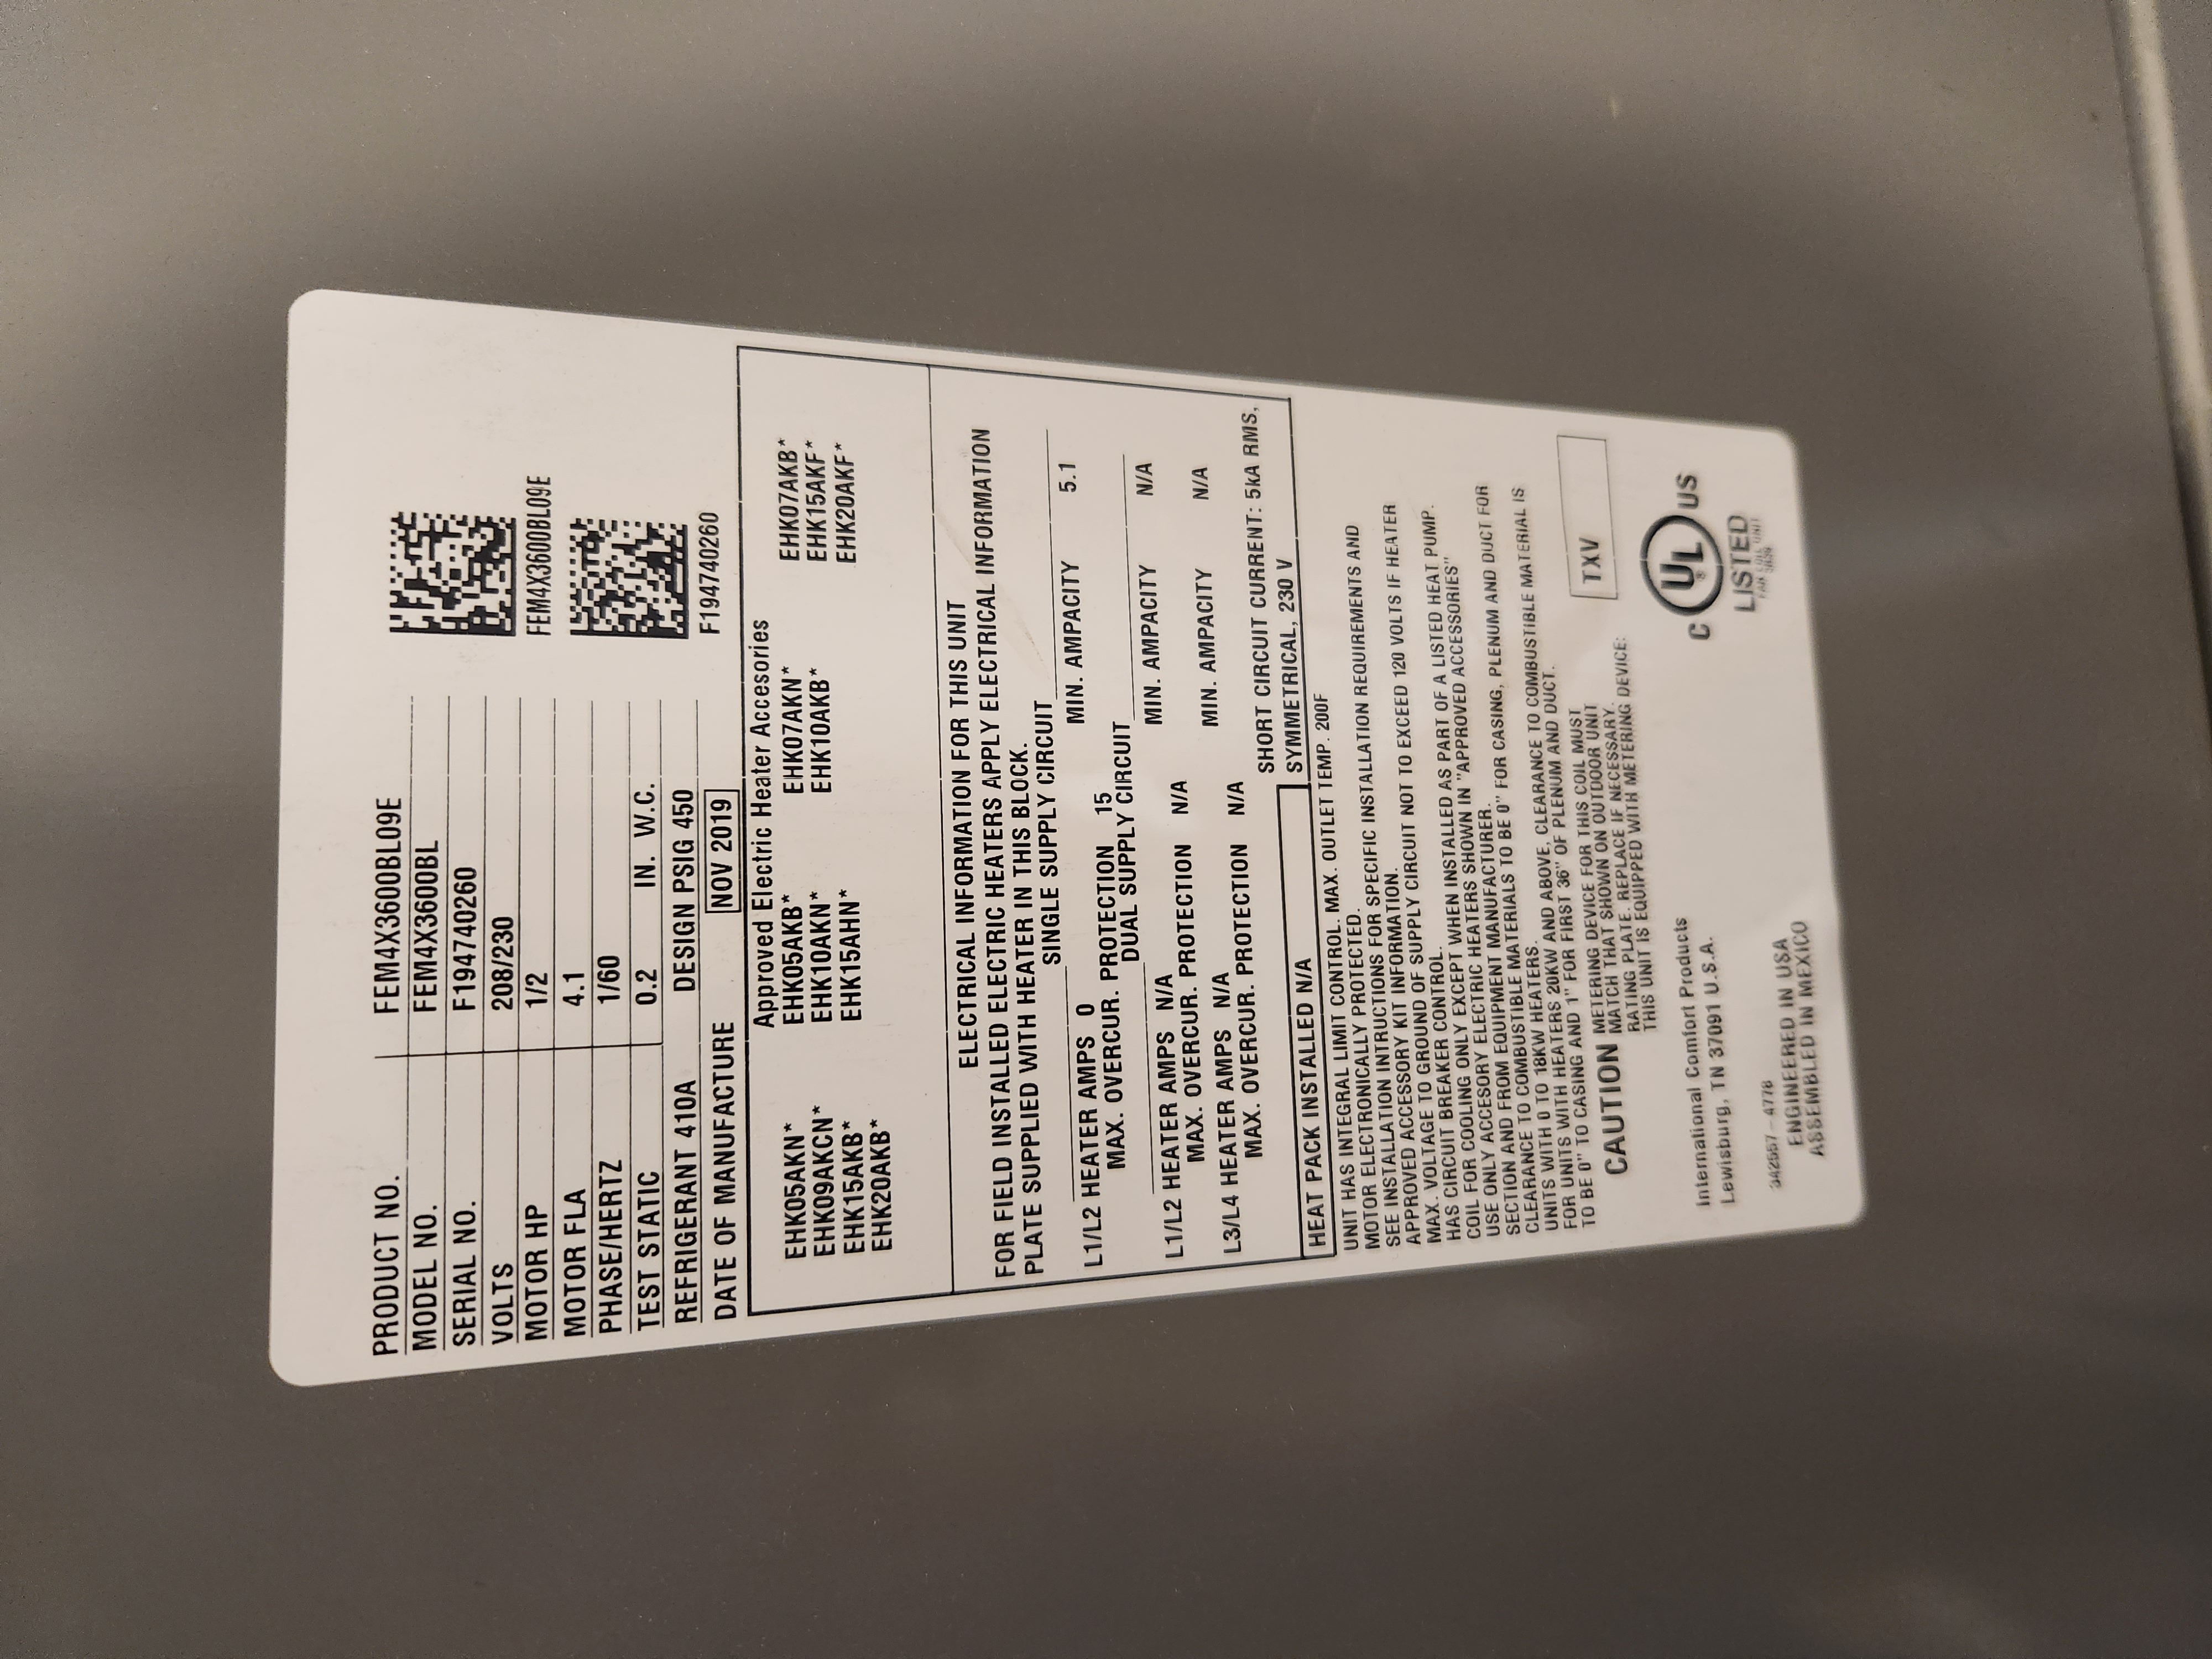 PRODUCT NO. FEM4X3600BL09E
MODEL NO. FEM4X3600BL
SERIAL NO. F194740260
VOLTS 208/230
MOTOR HP 1/2
MOTOR FLA 4.1
PHASE/HERTZ 1/60
TEST STATIC 0.2 IN. W.C.
REFRIGERANT 410A DESIGN PSIG 450
DATE OF MANUFACTURE NOV 2019
FEM4X3600BL09E
F194740260
Approved Electric Heater Accesories
EHK05AKN* EHK05AKB* EHK07AKN* EHK07AKB*
EHK09AKCN* EHK10AKN* EHK10AKB* EHK15AKF*
EHK15AKB* EHK15AHN* EHK20AKF*
EHK20AKB*
ELECTRICAL INFORMATION FOR THIS UNIT
FOR FIELD INSTALLED ELECTRIC HEATERS APPLY ELECTRICAL INFORMATION
PLATE SUPPLIED WITH HEATER IN THIS BLOCK.
SINGLE SUPPLY CIRCUIT
L1/L2 HEATER AMPS 0 MIN. AMPACITY 5.1
MAX. OVERCUR. PROTECTION 15
DUAL SUPPLY CIRCUIT
L1/L2 HEATER AMPS N/A MIN. AMPACITY N/A
MAX. OVERCUR. PROTECTION N/A
L3/L4 HEATER AMPS N/A MIN. AMPACITY N/A
MAX. OVERCUR. PROTECTION N/A
SHORT CIRCUIT CURRENT: 5kA RMS,
SYMMETRICAL, 230 V
HEAT PACK INSTALLED N/A
UNIT HAS INTEGRAL LIMIT CONTROL. MAX. OUTLET TEMP. 200F
MOTOR ELECTRONICALLY PROTECTED.
SEE INSTALLATION INTRUCTIONS FOR SPECIFIC INSTALLATION REQUIREMENTS AND
APPROVED ACCESSORY KIT INFORMATION.
MAX. VOLTAGE TO GROUND OF SUPPLY CIRCUIT NOT TO EXCEED 120 VOLTS IF HEATER
HAS CIRCUIT BREAKER CONTROL.
COIL FOR COOLING ONLY EXCEPT WHEN INSTALLED AS PART OF A LISTED HEAT PUMP.
USE ONLY ACCESORY ELECTRIC HEATERS SHOWN IN "APPROVED ACCESSORIES"
SECTION AND FROM EQUIPMENT MANUFACTURER.
CLEARANCE TO COMBUSTIBLE MATERIALS TO BE 0" FOR CASING, PLENUM AND DUCT FOR
UNITS WITH 0 TO 18KW HEATERS.
FOR UNITS WITH HEATERS 20KW AND ABOVE, CLEARANCE TO COMBUSTIBLE MATERIAL IS
TO BE 0" TO CASING AND 1" FOR FIRST 36" OF PLENUM AND DUCT.
CAUTION METERING DEVICE FOR THIS COIL MUST
MATCH THAT SHOWN ON OUTDOOR UNIT
RATING PLATE. REPLACE IF NECESSARY.
THIS UNIT IS EQUIPPED WITH METERING DEVICE:
TXV
International Comfort Products
Lewisburg, TN 37091 U.S.A.
C UL ® US
LISTED
342557-4778
ENGINEERED IN USA
ASSEMBLED IN MEXICO